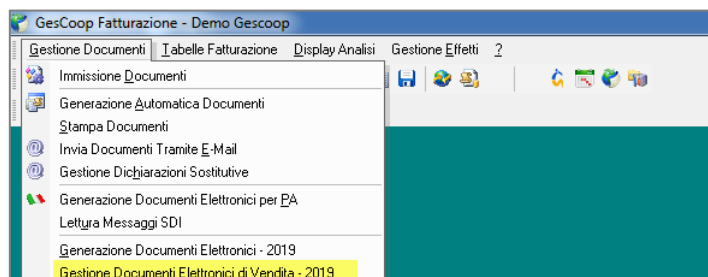 GesCoop Fatturazione - Demo Gescoop
Gestione Documenti Tabelle Fatturazione Display Analisi Gestione Effetti ?
Immissione Documenti
Generazione Automatica Documenti
Stampa Documenti
Invia Documenti Tramite E-Mail
Gestione Dichiarazioni Sostitutive
Generazione Documenti Elettronici per PA
Lettura Messaggi SDI
Generazione Documenti Elettronici - 2019
Gestione Documenti Elettronici di Vendita - 2019